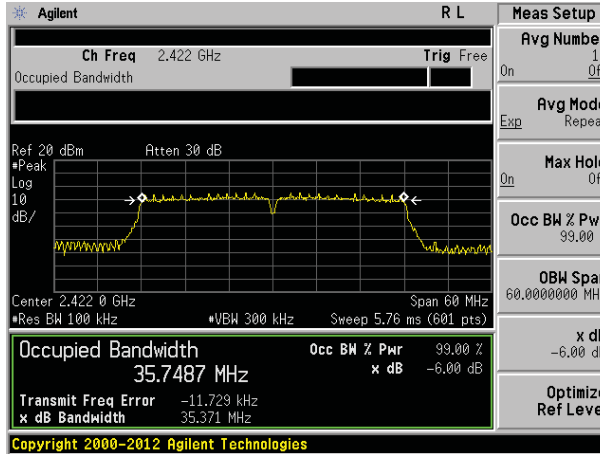 Agilent R L Meas Setup
Ch Freq 2.422 GHz Trig Free
Occupied Bandwidth
Ref 20 dBm Atten 30 dB
#Peak
Log
10
dB/
Center 2.422 0 GHz Span 60 MHz
#Res BW 100 kHz #VBW 300 kHz Sweep 5.76 ms (601 pts)
Occupied Bandwidth Occ BW % Pwr 99.00 %
35.7487 MHz x dB -6.00 dB
Transmit Freq Error -11.729 kHz
x dB Bandwidth 35.371 MHz
Copyright 2000-2012 Agilent Technologies
Avg Numbe
1
On Of
Avg Mod
Exp Repea
Max Hol
On Of
Occ BW % Pw
99.00
OBW Spa
60.0000000 MH
x d
-6.00 d
Optimiz
Ref Leve